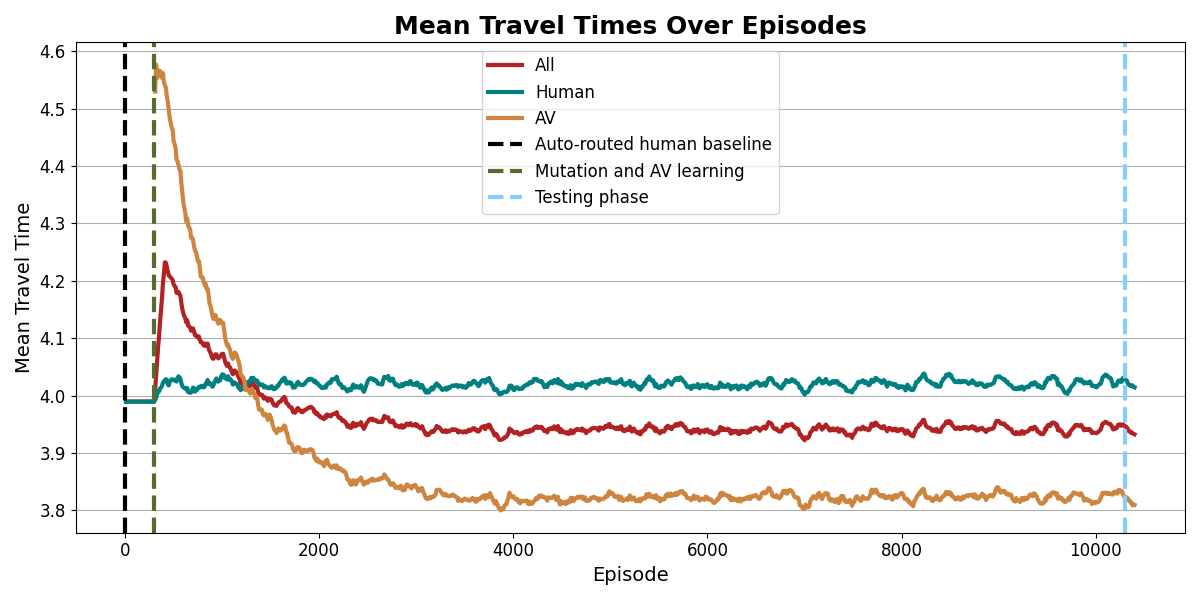 Mean Travel Times Over Episodes
4.6
4.5
4.4
4.3
4.2
4.1
4.0
3.9
3.8
Mean Travel Time
All
Human
AV
Auto-routed human baseline
Mutation and AV learning
Testing phase
0 2000 4000 6000 8000 10000
Episode